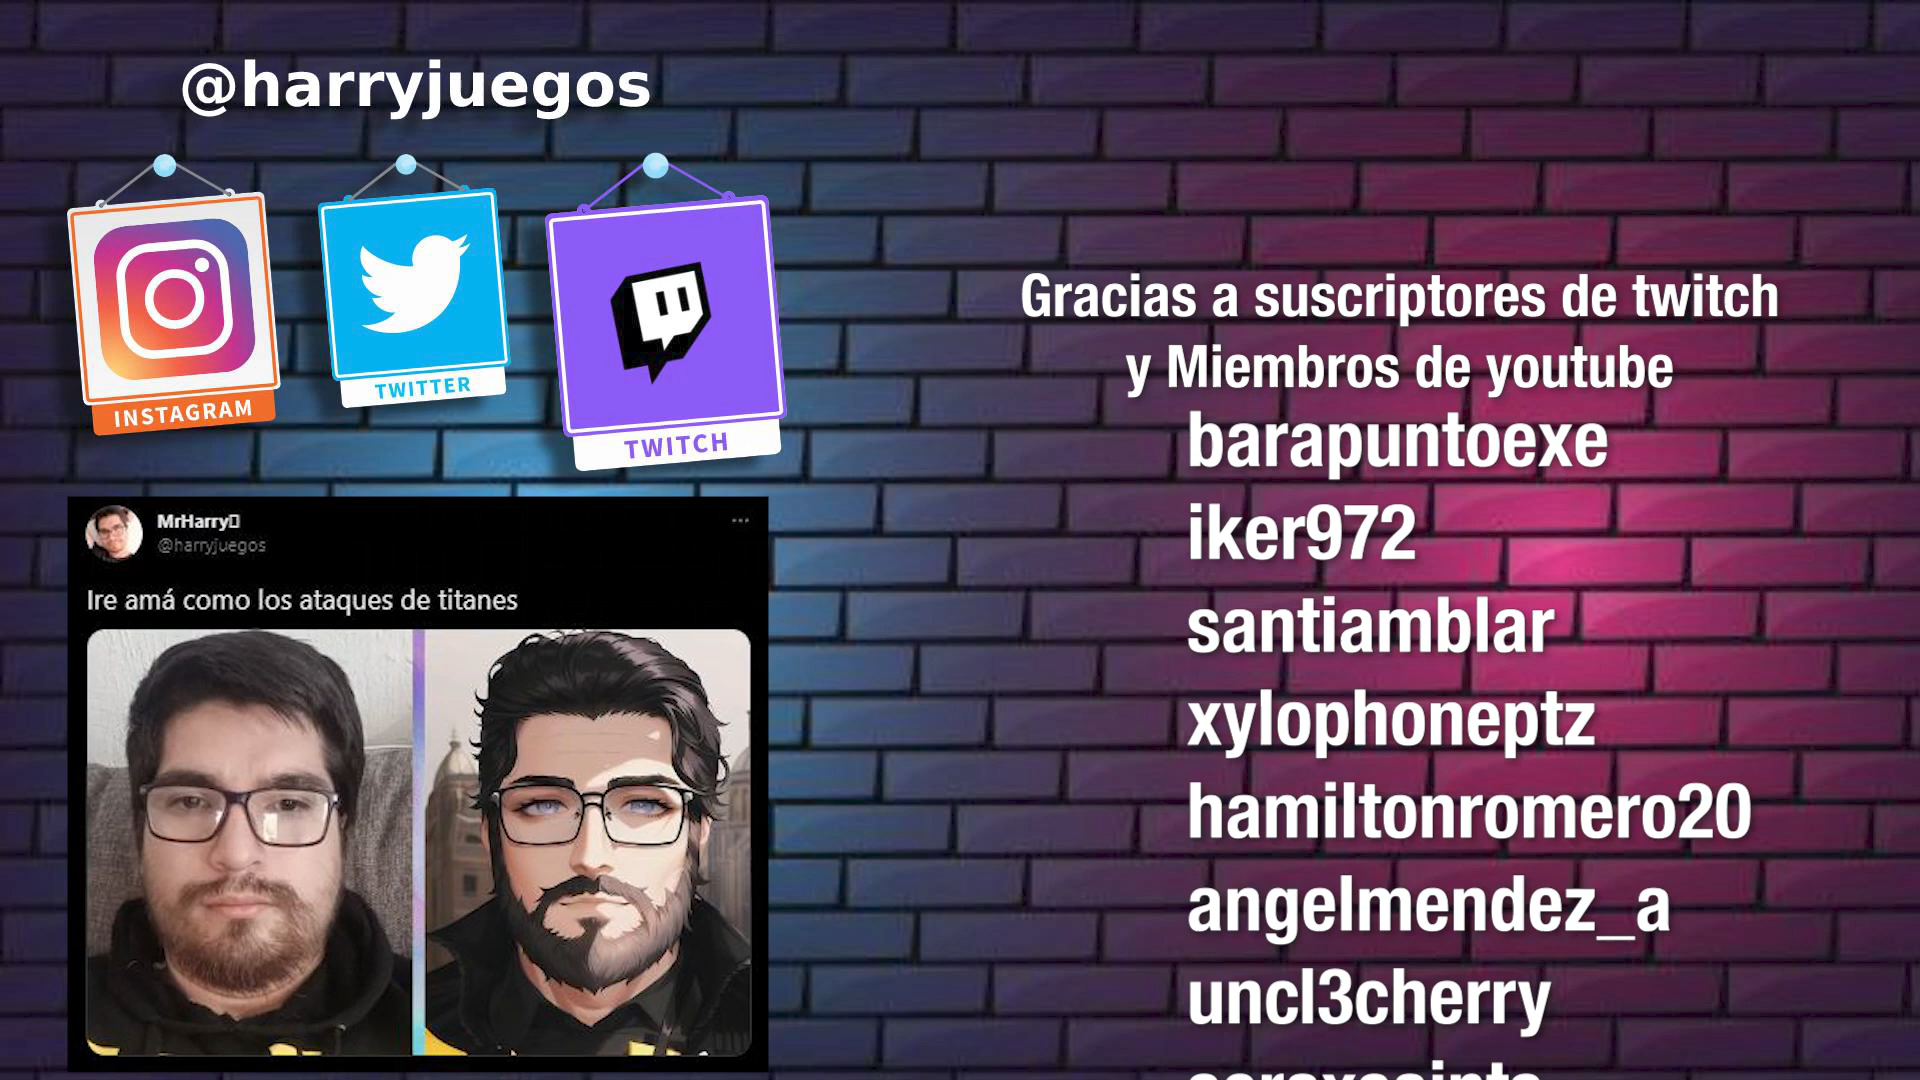 @harryjuegos
INSTAGRAM
TWITTER
TWITCH
MrHarry
@harryjuegos
Ire amá como los ataques de titanes
Gracias a suscriptores de twitch
y Miembros de youtube
barapuntoexe
iker972
santiamblar
xylophoneptz
hamiltonromero20
angelmendez_a
uncl3cherry